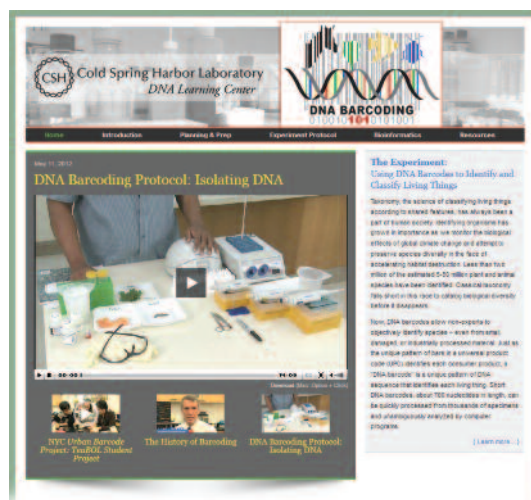 CSH
Cold Spring Harbor Laboratory
DNA Learning Center
DNA BARCODING
101
Home
Introduction
Planning & Prep
Experiment Protocol
Bioinformatics
Resources
DNA Barcoding Protocol: Isolating DNA
NYC Urban Barcode
Project: TeaBOL Student
Project
The History of Barcoding
DNA Barcoding Protocol:
Isolating DNA
The Experiment:
Using DNA Barcodes to Identify and
Classify Living Things
Taxonomy, the science of classifying living things
according to shared features, has always been a
part of human society. Identifying organisms has
grown in importance as we monitor the biological
effects of global climate change and attempt to
preserve species diversity in the face of
accelerating habitat destruction. Less than two
million of the estimated 5-50 million plant and animal
species have been identified. Classical taxonomy
falls short in this race to catalog biological diversity
before it disappears.
Now, DNA barcodes allow non-experts to
objectively identify species – even from small,
damaged, or industrially processed material. Just as
the unique pattern of bars in a universal product
code (UPC) identifies each consumer product, a
"DNA barcode" is a unique pattern of DNA
sequence that identifies each living thing. Short
DNA barcodes, about 700 nucleotides in length, can
be quickly processed from thousands of specimens
and unambiguously analyzed by computer
programs.
[ Learn more... ]